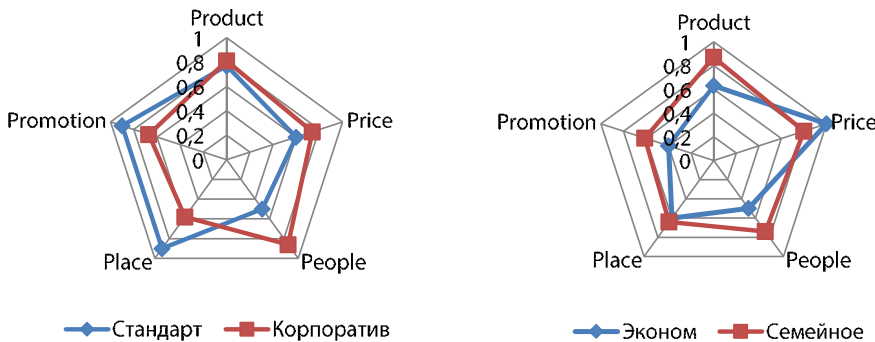 Product
1
0,8
0,6
0,4
0,2
0
Promotion
Price
Place
People
Стандарт
Корпоратив
Product
1
0,8
0,6
0,4
0,2
0
Promotion
Price
Place
People
Эконом
Семейное